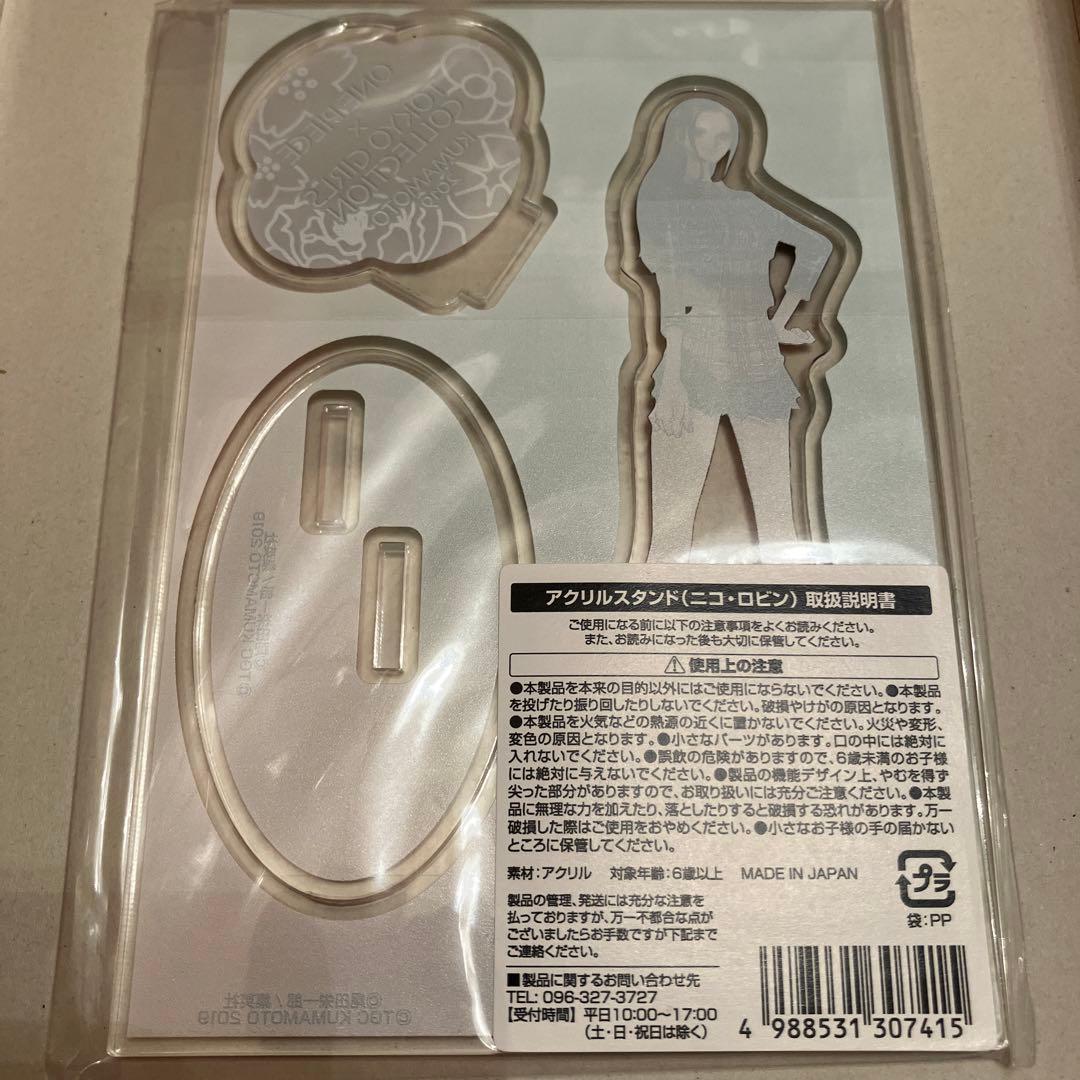 ONE PIECE
×
TOKYO GIRLS
COLLECTION
KUMAMOTO
2019
©尾田栄一郎/集英社
©TGC KUMAMOTO 2019
アクリルスタンド(ニコ・ロビン) 取扱説明書
ご使用になる前に以下の注意事項をよくお読みください。
また、お読みになった後も大切に保管してください。
⚠使用上の注意
●本製品を本来の目的以外にはご使用にならないでください。●本製品
を投げたり振り回したりしないでください。破損やけがの原因となります。
●本製品を火気などの熱源の近くに置かないでください。火災や変形、
変色の原因となります。●小さなパーツがあります。口の中には絶対に
入れないでください。●誤飲の危険がありますので、6歳未満のお子様
には絶対に与えないでください。●製品の機能デザイン上、やむを得ず
尖った部分がありますので、お取り扱いには充分ご注意ください。●本製
品に無理な力を加えたり、落としたりすると破損する恐れがあります。万一
破損した際はご使用をおやめください。●小さなお子様の手の届かない
ところに保管してください。
素材:アクリル 対象年齢:6歳以上 MADE IN JAPAN
プラ
袋:PP
製品の管理、発送には充分な注意を
払っておりますが、万一不都合な点が
ございましたらお手数ですが下記まで
ご連絡ください。
■製品に関するお問い合わせ先
TEL: 096-327-3727
【受付時間】 平日10:00〜17:00
(土・日・祝日は除く)
4 988531 307415
©尾田栄一郎/集英社
©TGC KUMAMOTO 2019